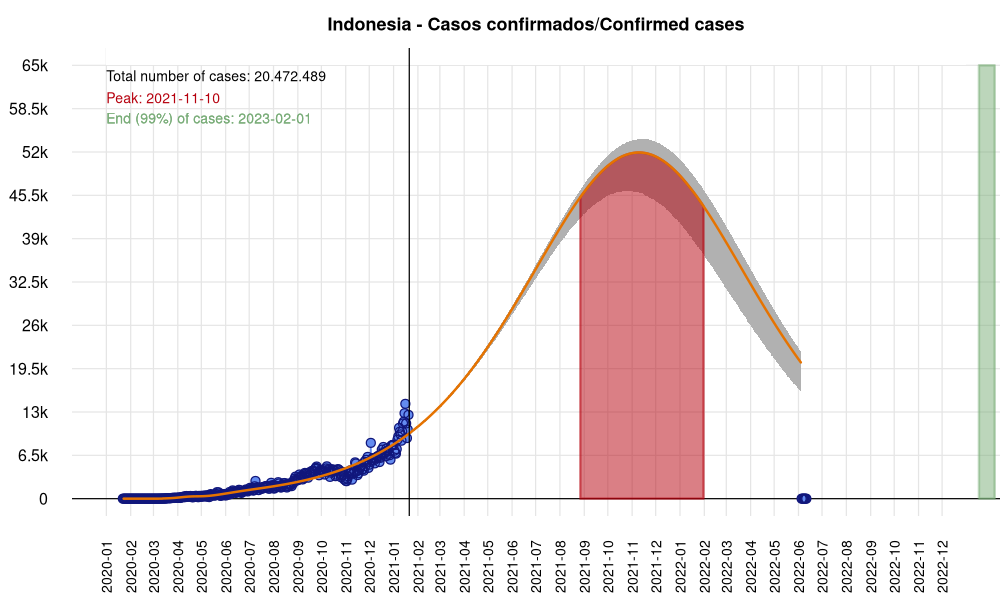 Indonesia - Casos confirmados/Confirmed cases
65k
58.5k
52k
45.5k
39k
32.5k
26k
19.5k
13k
6.5k
0
Total number of cases: 20.472.489
Peak: 2021-11-10
End (99%) of cases: 2023-02-01
2020-01
2020-02
2020-03
2020-04
2020-05
2020-06
2020-07
2020-08
2020-09
2020-10
2020-11
2020-12
2021-01
2021-02
2021-03
2021-04
2021-05
2021-06
2021-07
2021-08
2021-09
2021-10
2021-11
2021-12
2022-01
2022-02
2022-03
2022-04
2022-05
2022-06
2022-07
2022-08
2022-09
2022-10
2022-11
2022-12